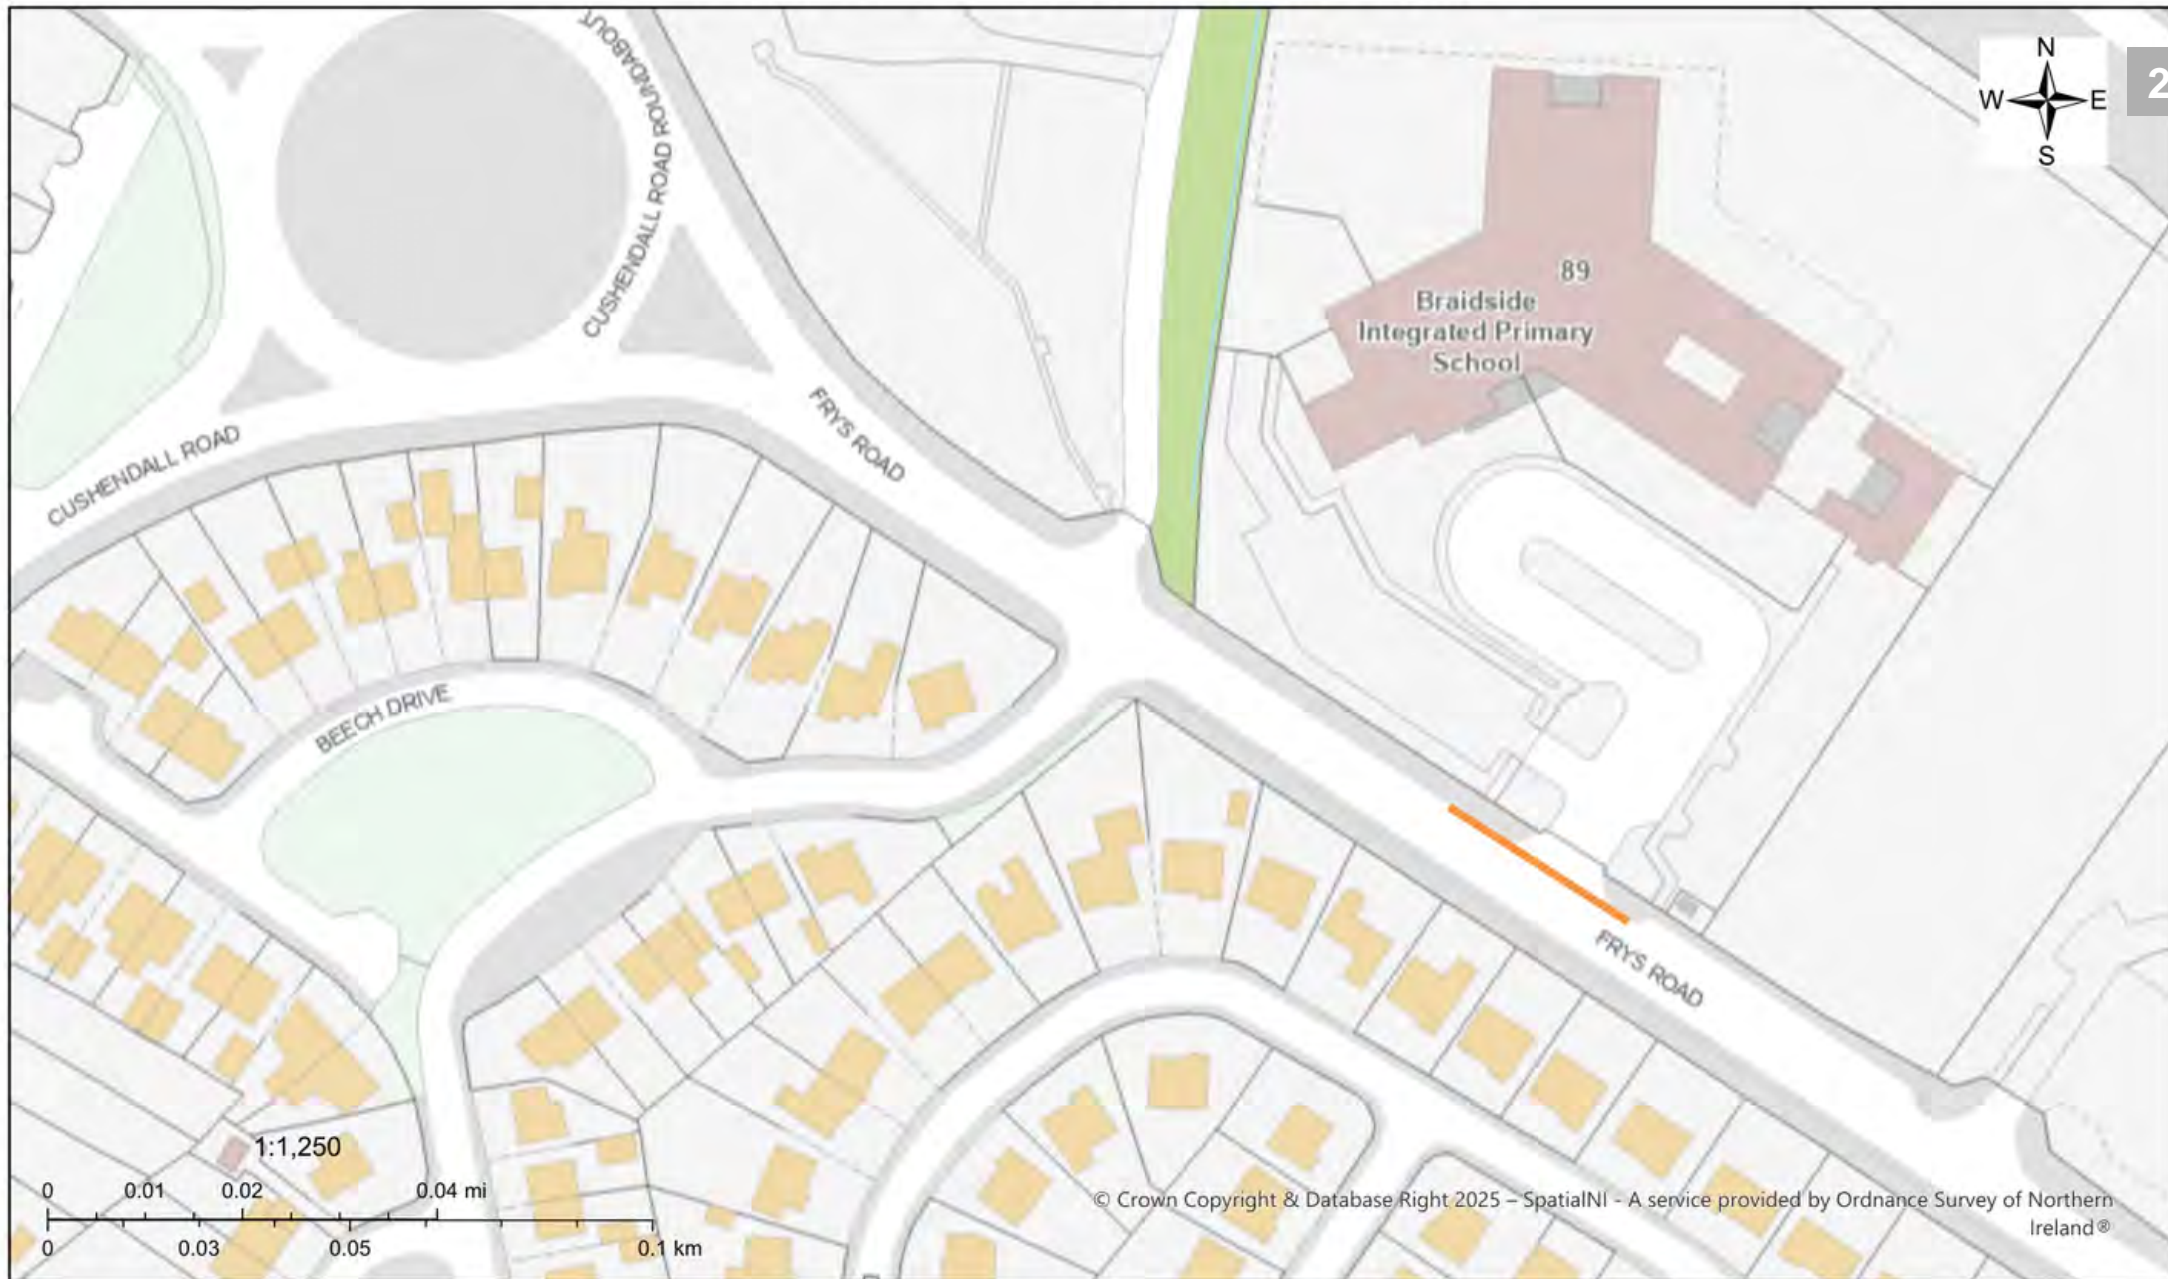 CUSHENDALL ROAD ROUNDABOUT
N
W E
S
2
89
Braidside
Integrated Primary
School
FRYS ROAD
CUSHENDALL ROAD
BEECH DRIVE
FRYS ROAD
1:1,250
0 0.01 0.02 0.04 mi
0 0.03 0.05 0.1 km
© Crown Copyright & Database Right 2025 – SpatialNI - A service provided by Ordnance Survey of Northern
Ireland®